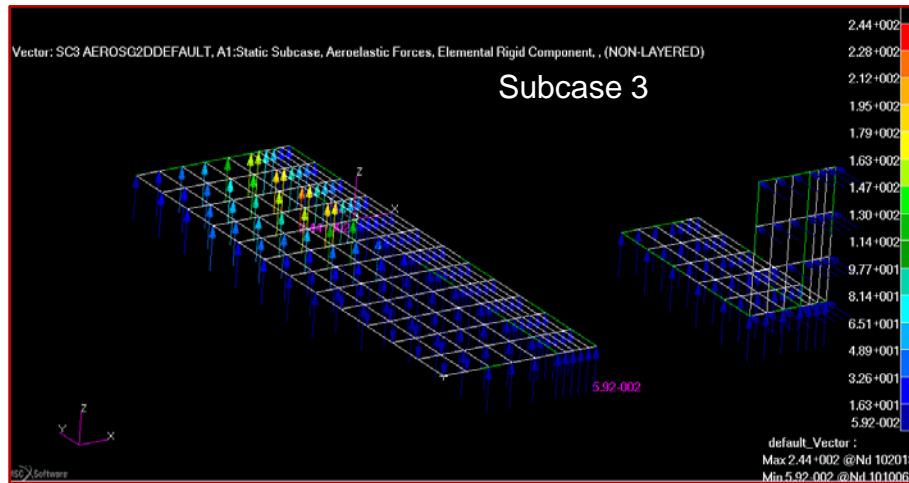 2.44+002
Vector: SC3 AEROSG2DDEFAULT, A1:Static Subcase, Aeroelastic Forces, Elemental Rigid Component, , (NON-LAYERED)
2.28+002
2.12+002
Subcase 3
1.95+002
1.79+002
1.63+002
1.47+002
1.30+002
1.14+002
9.77+001
8.14+001
6.51+001
4.89+001
3.26+001
1.63+001
5.92-002
Z
X
Y
5.92-002
Z
Y
X
default_Vector :
Max 2.44+002 @Nd 102018
Min 5.92-002 @Nd 101006
Software